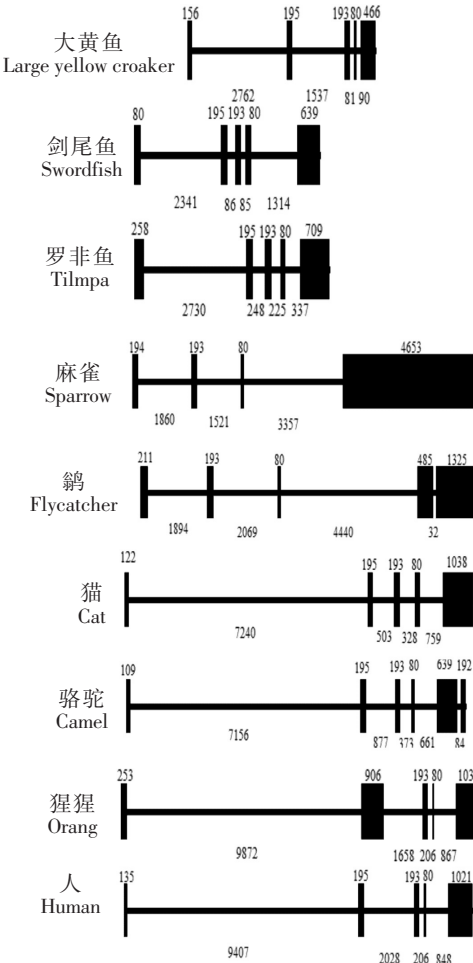 156 195 193 80 466
大黄鱼
Large yellow croaker
2762 1537 81 90
80 195 193 80 639
剑尾鱼
Swordfish
2341 86 85 1314
258 195 193 80 709
罗非鱼
Tilmpa
2730 248 225 337
194 193 80 4653
麻雀
Sparrow
1860 1521 3357
211 193 80 485 1325
鹟
Flycatcher
1894 2069 4440 32
122 195 193 80 1038
猫
Cat
7240 503 328 759
109 195 193 80 639 192
骆驼
Camel
7156 877 373 661 84
253 906 193 80 103
猩猩
Orang
9872 1658 206 867
135 195 193 80 1021
人
Human
9407 2028 206 848